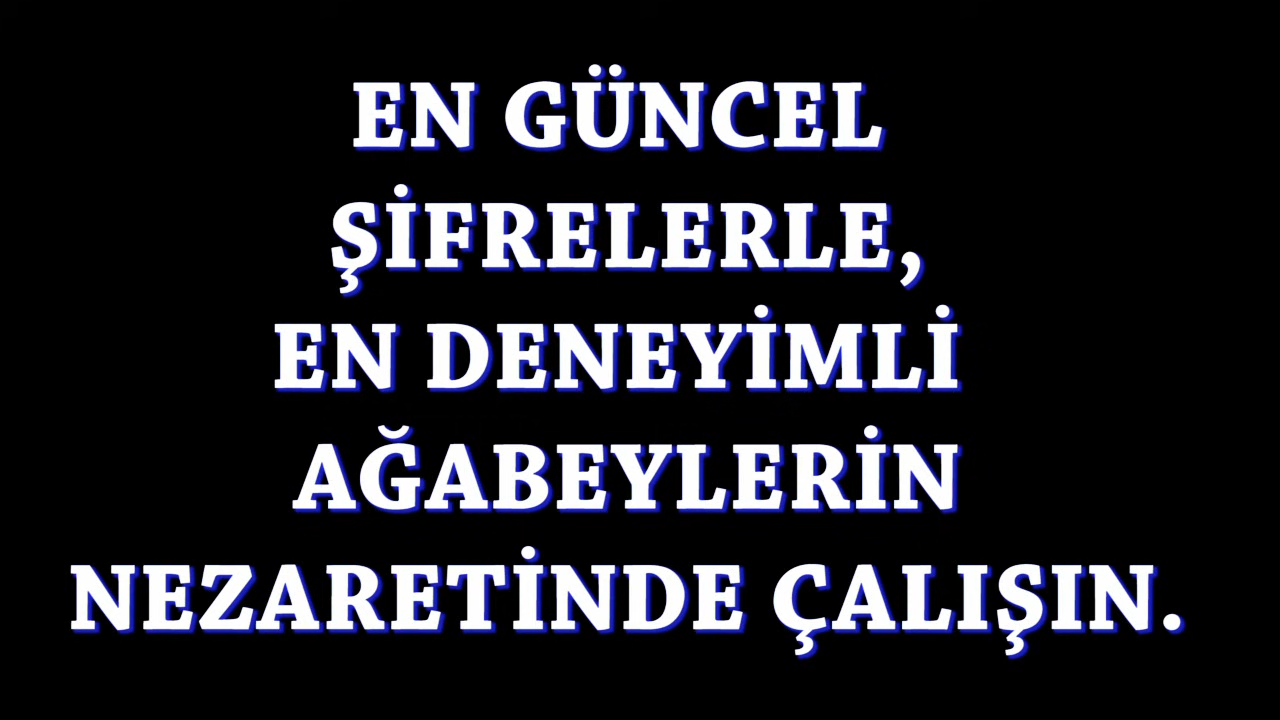 EN GÜNCEL
ŞİFRELERLE,
EN DENEYİMLİ
AĞABEYLERİN
NEZARETİNDE ÇALIŞIN.